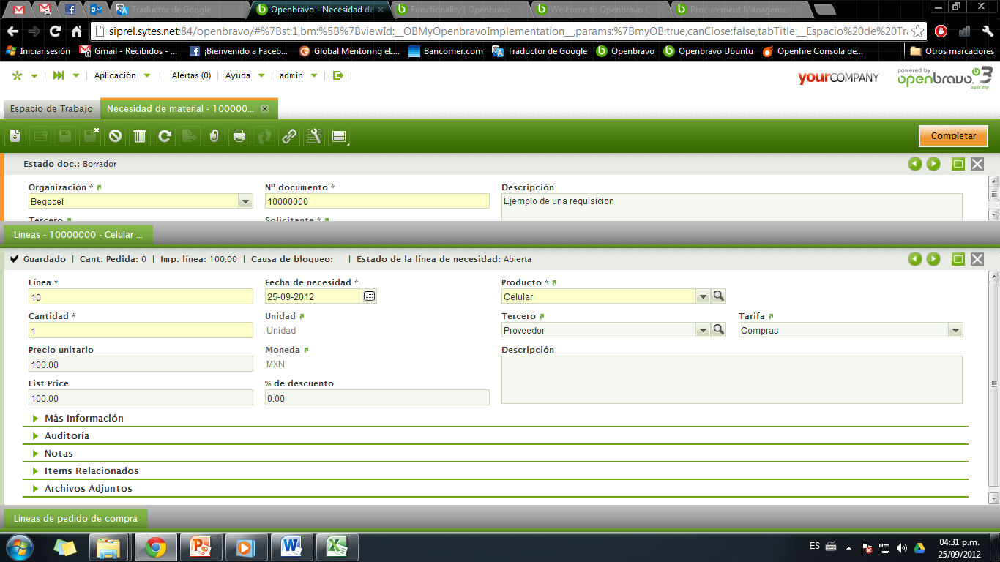 Traductor de Google Openbravo - Necesidad de Functionality | Openbravo Welcome to Openbravo C Procurement Management
siprel.sytes.net:84/openbravo/#%7Bst:1,bm:%5B%7BviewId:__OBMyOpenbravoImplementation__,params:%7BmyOB:true,canClose:false,tabTitle:__Espacio%20de%20Tra
Iniciar sesión Gmail - Recibidos - ... ¡Bienvenido a Faceb... Global Mentoring eL... Bancomer.com Traductor de Google Openbravo Openbravo Ubuntu Openfire Consola de... Otros marcadores
Aplicación Alertas (0) Ayuda admin yourCOMPANY powered by openbravo 3 agile erp
Espacio de Trabajo Necesidad de material - 100000...
Completar
Estado doc.: Borrador
Organización * Nº documento * Descripción
Begocel 10000000 Ejemplo de una requisicion
Tercero Solicitante *
Líneas - 10000000 - Celular ...
Guardado | Cant. Pedida: 0 | Imp. línea: 100.00 | Causa de bloqueo: | Estado de la línea de necesidad: Abierta
Línea * Fecha de necesidad * Producto *
10 25-09-2012 Celular
Cantidad * Unidad Tercero Tarifa
1 Unidad Proveedor Compras
Precio unitario Moneda Descripción
100.00 MXN
List Price % de descuento
100.00 0.00
Más Información
Auditoría
Notas
Items Relacionados
Archivos Adjuntos
Líneas de pedido de compra
ES 04:31 p.m.
25/09/2012